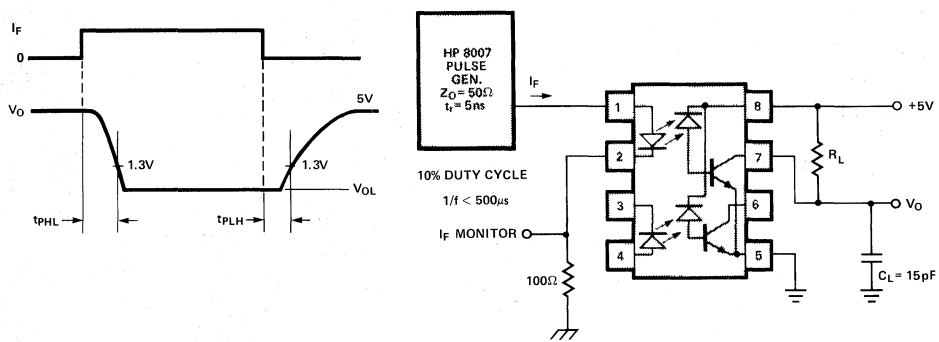 I_F
0
V_O
5V
1.3V
1.3V
V_OL
t_PHL
t_PLH
HP 8007
PULSE
GEN.
Z_O = 50Ω
t_r = 5ns
I_F
10% DUTY CYCLE
1/f < 500μs
I_F MONITOR
100Ω
1
2
3
4
8
7
6
5
+5V
R_L
V_O
C_L = 15pF